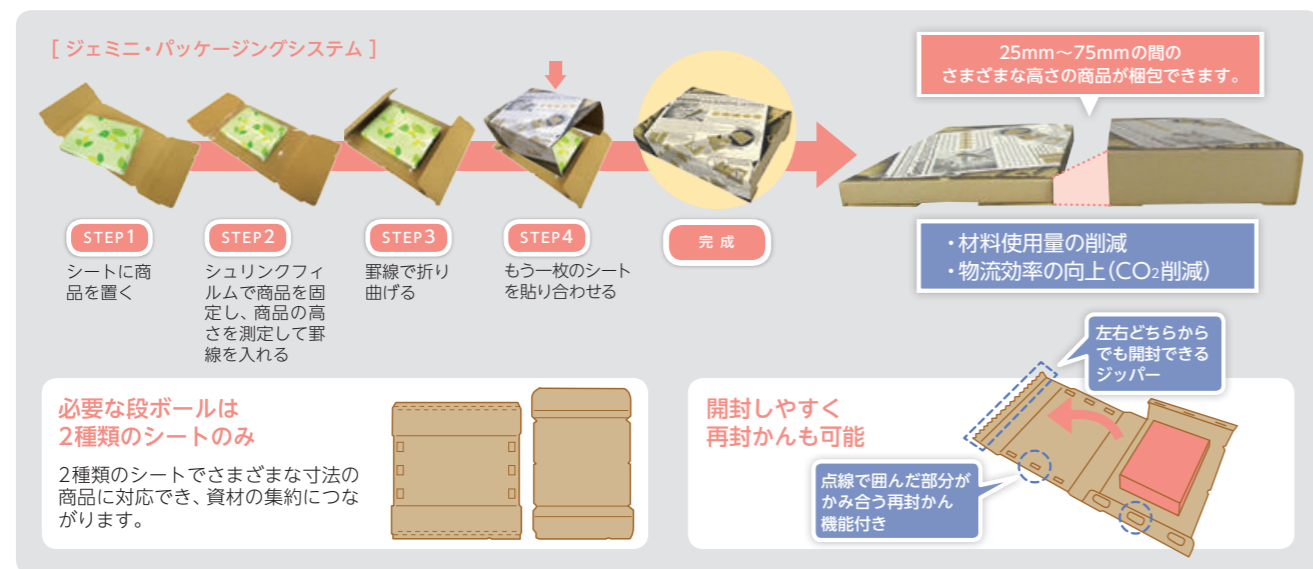 [ ジェミニ・パッケージングシステム ]
25mm～75mmの間の
さまざまな高さの商品が梱包できます。
STEP1
シートに商
品を置く
STEP2
シュリンクフィ
ルムで商品を固
定し、商品の高
さを測定して罫
線を入れる
STEP3
罫線で折り
曲げる
STEP4
もう一枚のシート
を貼り合わせる
完成
・材料使用量の削減
・物流効率の向上（CO2削減）
必要な段ボールは
2種類のシートのみ
2種類のシートでさまざまな寸法の
商品に対応でき、資材の集約につな
がります。
開封しやすく
再封かんも可能
左右どちらから
でも開封できる
ジッパー
点線で囲んだ部分が
かみ合う再封かん
機能付き